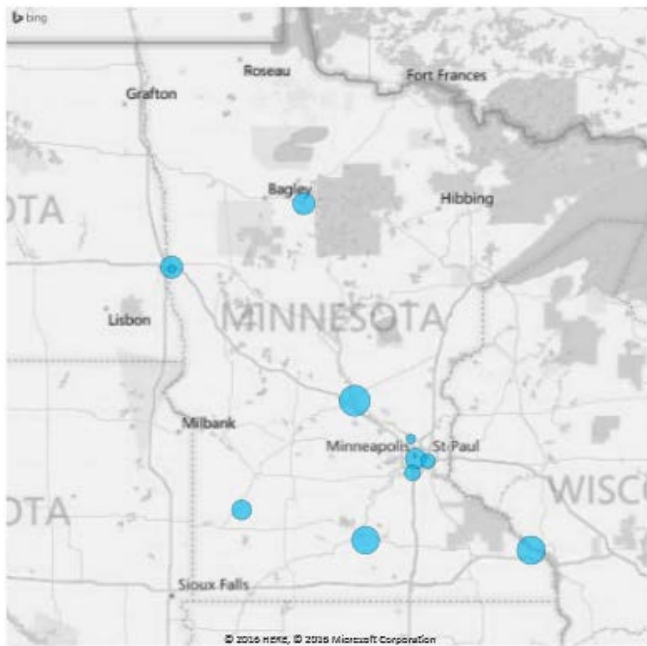 bing
Roseau
Fort Frances
Grafton
Bagley
Hibbing
OTA
Lisbon
MINNESOTA
Milbank
Minneapolis
St Paul
OTA
WISCO
Sioux Falls
© 2016 HERE, © 2016 Microsoft Corporation